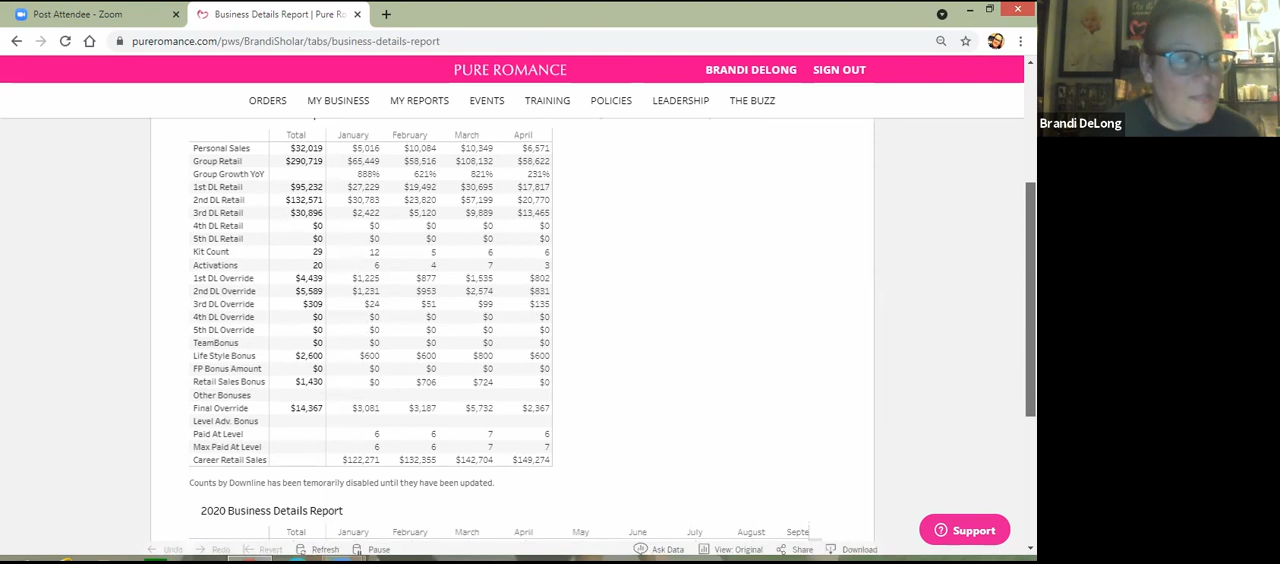 Post Attendee - Zoom
Business Details Report | Pure Ro
pureromance.com/pws/BrandiSholar/tabs/business-details-report
PURE ROMANCE BRANDI DELONG SIGN OUT
ORDERS MY BUSINESS MY REPORTS EVENTS TRAINING POLICIES LEADERSHIP THE BUZZ
Brandi DeLong
Total January February March April
Personal Sales $32,019 $5,016 $10,084 $10,349 $6,571
Group Retail $290,719 $65,449 $58,516 $108,132 $58,622
Group Growth YoY 888% 621% 821% 231%
1st DL Retail $95,232 $27,229 $19,492 $30,695 $17,817
2nd DL Retail $132,571 $30,783 $23,820 $57,199 $20,770
3rd DL Retail $30,896 $2,422 $5,120 $9,889 $13,465
4th DL Retail $0 $0 $0 $0 $0
5th DL Retail $0 $0 $0 $0 $0
Kit Count 29 12 5 6 6
Activations 20 6 4 7 3
1st DL Override $4,439 $1,225 $877 $1,535 $802
2nd DL Override $5,589 $1,231 $953 $2,574 $831
3rd DL Override $309 $24 $51 $99 $135
4th DL Override $0 $0 $0 $0 $0
5th DL Override $0 $0 $0 $0 $0
TeamBonus $0 $0 $0 $0 $0
Life Style Bonus $2,600 $600 $600 $800 $600
FP Bonus Amount $0 $0 $0 $0 $0
Retail Sales Bonus $1,430 $0 $706 $724 $0
Other Bonuses
Final Override $14,367 $3,081 $3,187 $5,732 $2,367
Level Adv. Bonus
Paid At Level 6 6 7 6
Max Paid At Level 6 6 7 7
Career Retail Sales $122,271 $132,355 $142,704 $149,274
Counts by Downline has been temorarily disabled until they have been updated.
2020 Business Details Report
Total January February March April May June July August Septe
Support
Undo Redo Revert Refresh Pause Ask Data View: Original Share Download